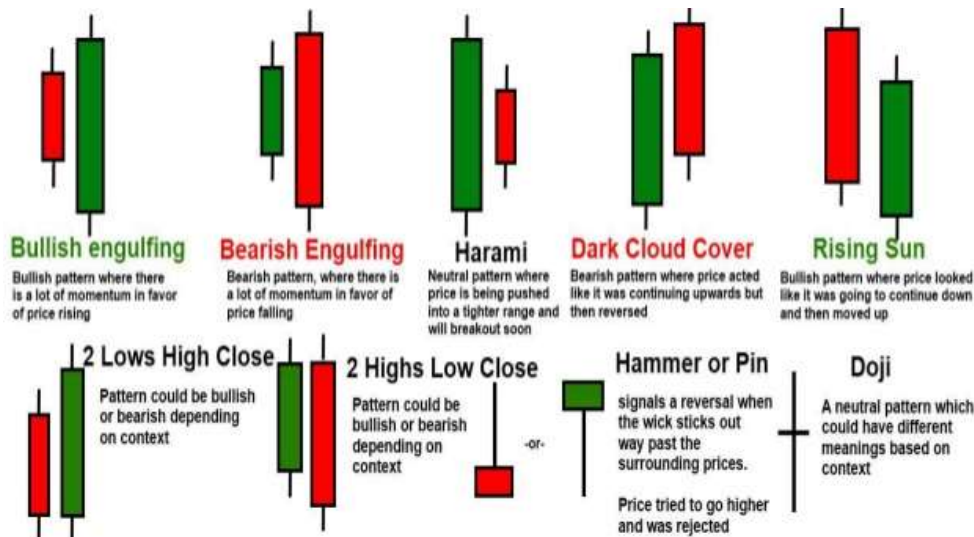 Bullish engulfing
Bullish pattern where there
is a lot of momentum in favor
of price rising
Bearish Engulfing
Bearish pattern, where there is
a lot of momentum in favor of
price falling
Harami
Neutral pattern where
price is being pushed
into a tighter range and
will breakout soon
Dark Cloud Cover
Bearish pattern where price acted
like it was continuing upwards but
then reversed
Rising Sun
Bullish pattern where price looked
like it was going to continue down
and then moved up
2 Lows High Close
Pattern could be bullish
or bearish depending
on context
2 Highs Low Close
Pattern could be
bullish or bearish
depending on
context
-or-
Hammer or Pin
signals a reversal when
the wick sticks out
way past the
surrounding prices.
Price tried to go higher
and was rejected
Doji
A neutral pattern which
could have different
meanings based on
context